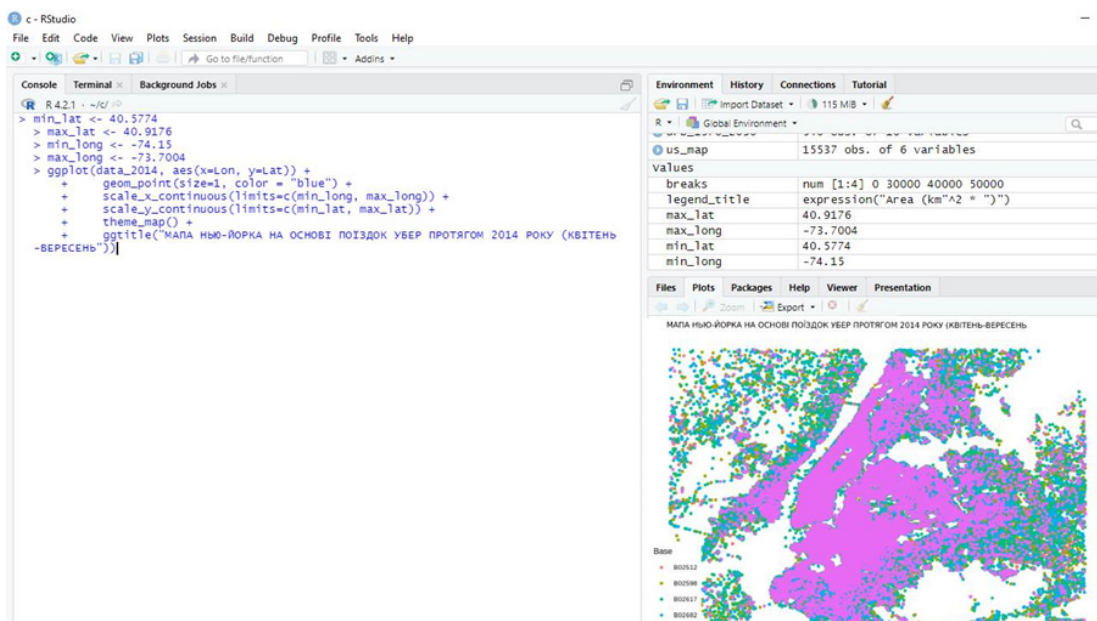 c - RStudio
File Edit Code View Plots Session Build Debug Profile Tools Help
Go to file/function Addins
Console Terminal Background Jobs
R 4.2.1 · ~/c/
> min_lat <- 40.5774
> max_lat <- 40.9176
> min_long <- -74.15
> max_long <- -73.7004
> ggplot(data_2014, aes(x=Lon, y=Lat)) +
+ geom_point(size=1, color = "blue") +
+ scale_x_continuous(limits=c(min_long, max_long)) +
+ scale_y_continuous(limits=c(min_lat, max_lat)) +
+ theme_map() +
+ ggtitle("МАПА НЬЮ-ЙОРКА НА ОСНОВІ ПОЇЗДОК УБЕР ПРОТЯГОМ 2014 РОКУ (КВІТЕНЬ
-ВЕРЕСЕНЬ"))
Environment History Connections Tutorial
Import Dataset 115 MiB
R Global Environment
us_map 15537 obs. of 6 variables
values
breaks num [1:4] 0 30000 40000 50000
legend_title expression("Area (km"^2 * ")")
max_lat 40.9176
max_long -73.7004
min_lat 40.5774
min_long -74.15
Files Plots Packages Help Viewer Presentation
Zoom Export
МАПА НЬЮ-ЙОРКА НА ОСНОВІ ПОЇЗДОК УБЕР ПРОТЯГОМ 2014 РОКУ (КВІТЕНЬ-ВЕРЕСЕНЬ
Base
B02512
B02598
B02617
B02682